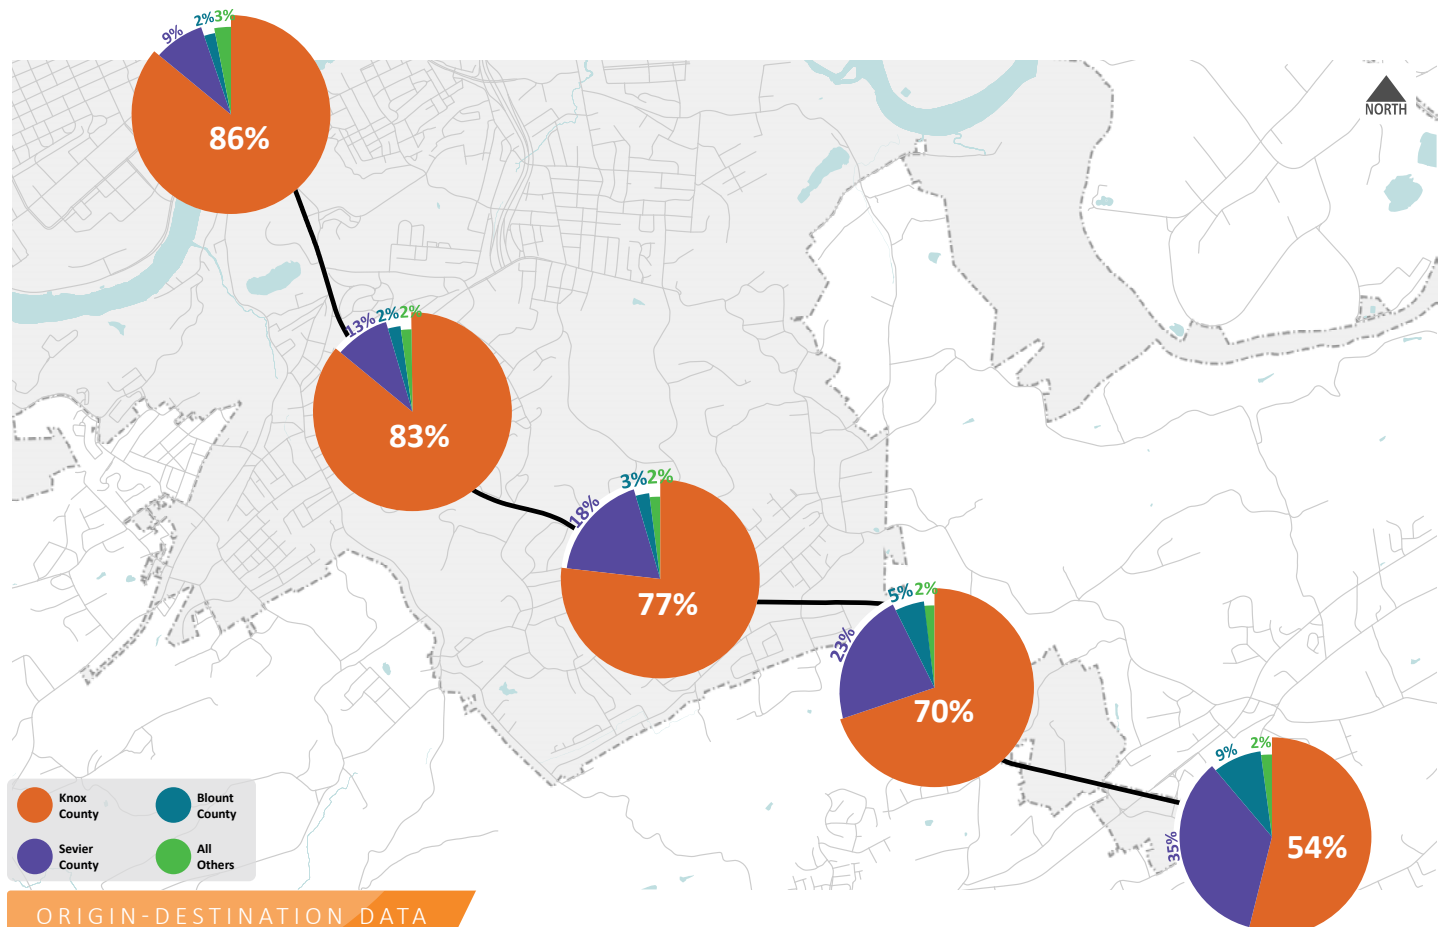 9%
2%
3%
86%
NORTH
13%
2%
2%
83%
18%
3%
2%
77%
23%
5%
2%
70%
35%
9%
2%
54%
Knox
County
Blount
County
Sevier
County
All
Others
ORIGIN-DESTINATION DATA